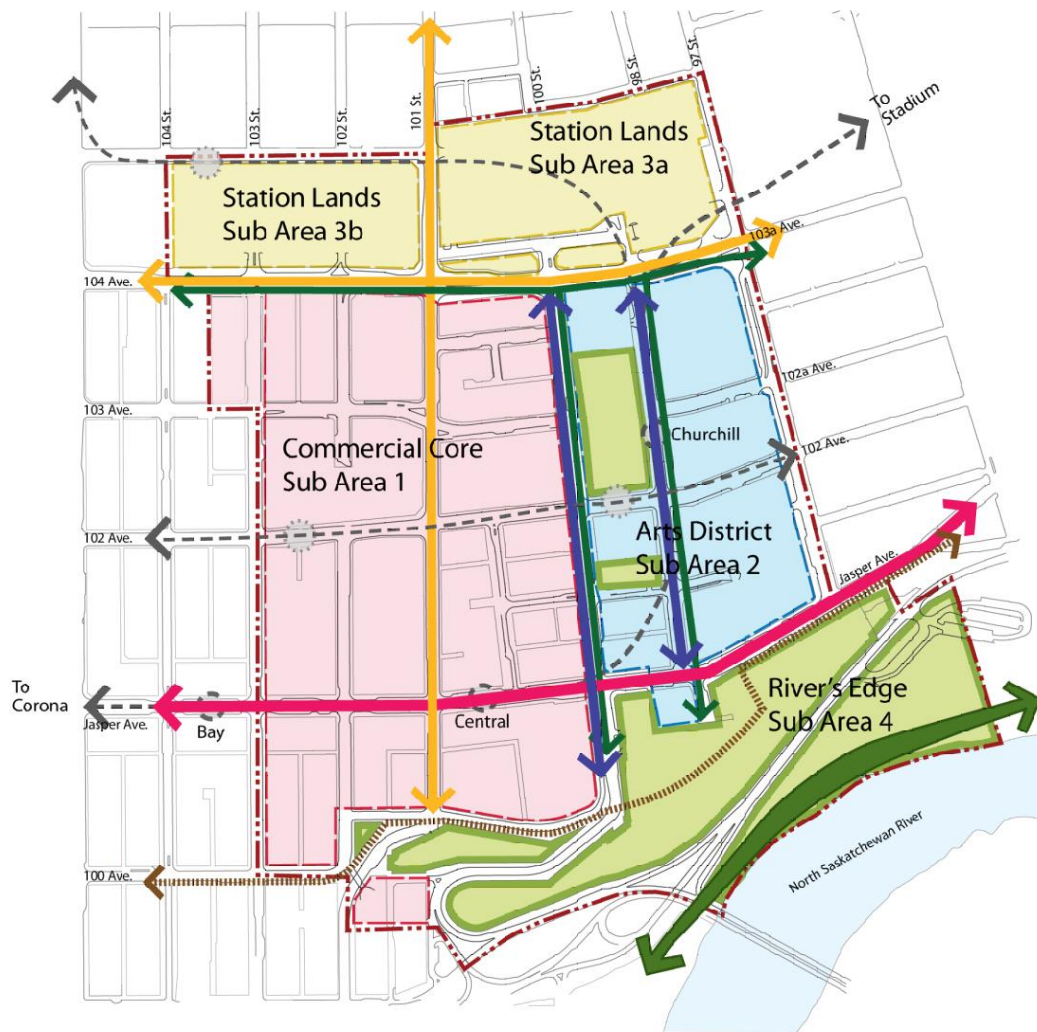 104 St.
103 St.
102 St.
101 St.
100 St.
98 St.
97 St.
To
Stadium
Station Lands
Sub Area 3a
Station Lands
Sub Area 3b
103a Ave.
104 Ave.
102a Ave.
103 Ave.
Churchill
102 Ave.
Commercial Core
Sub Area 1
102 Ave.
Arts District
Sub Area 2
Jasper Ave.
To
Corona
Jasper Ave.
Bay
Central
River's Edge
Sub Area 4
North Saskatchewan River
100 Ave.